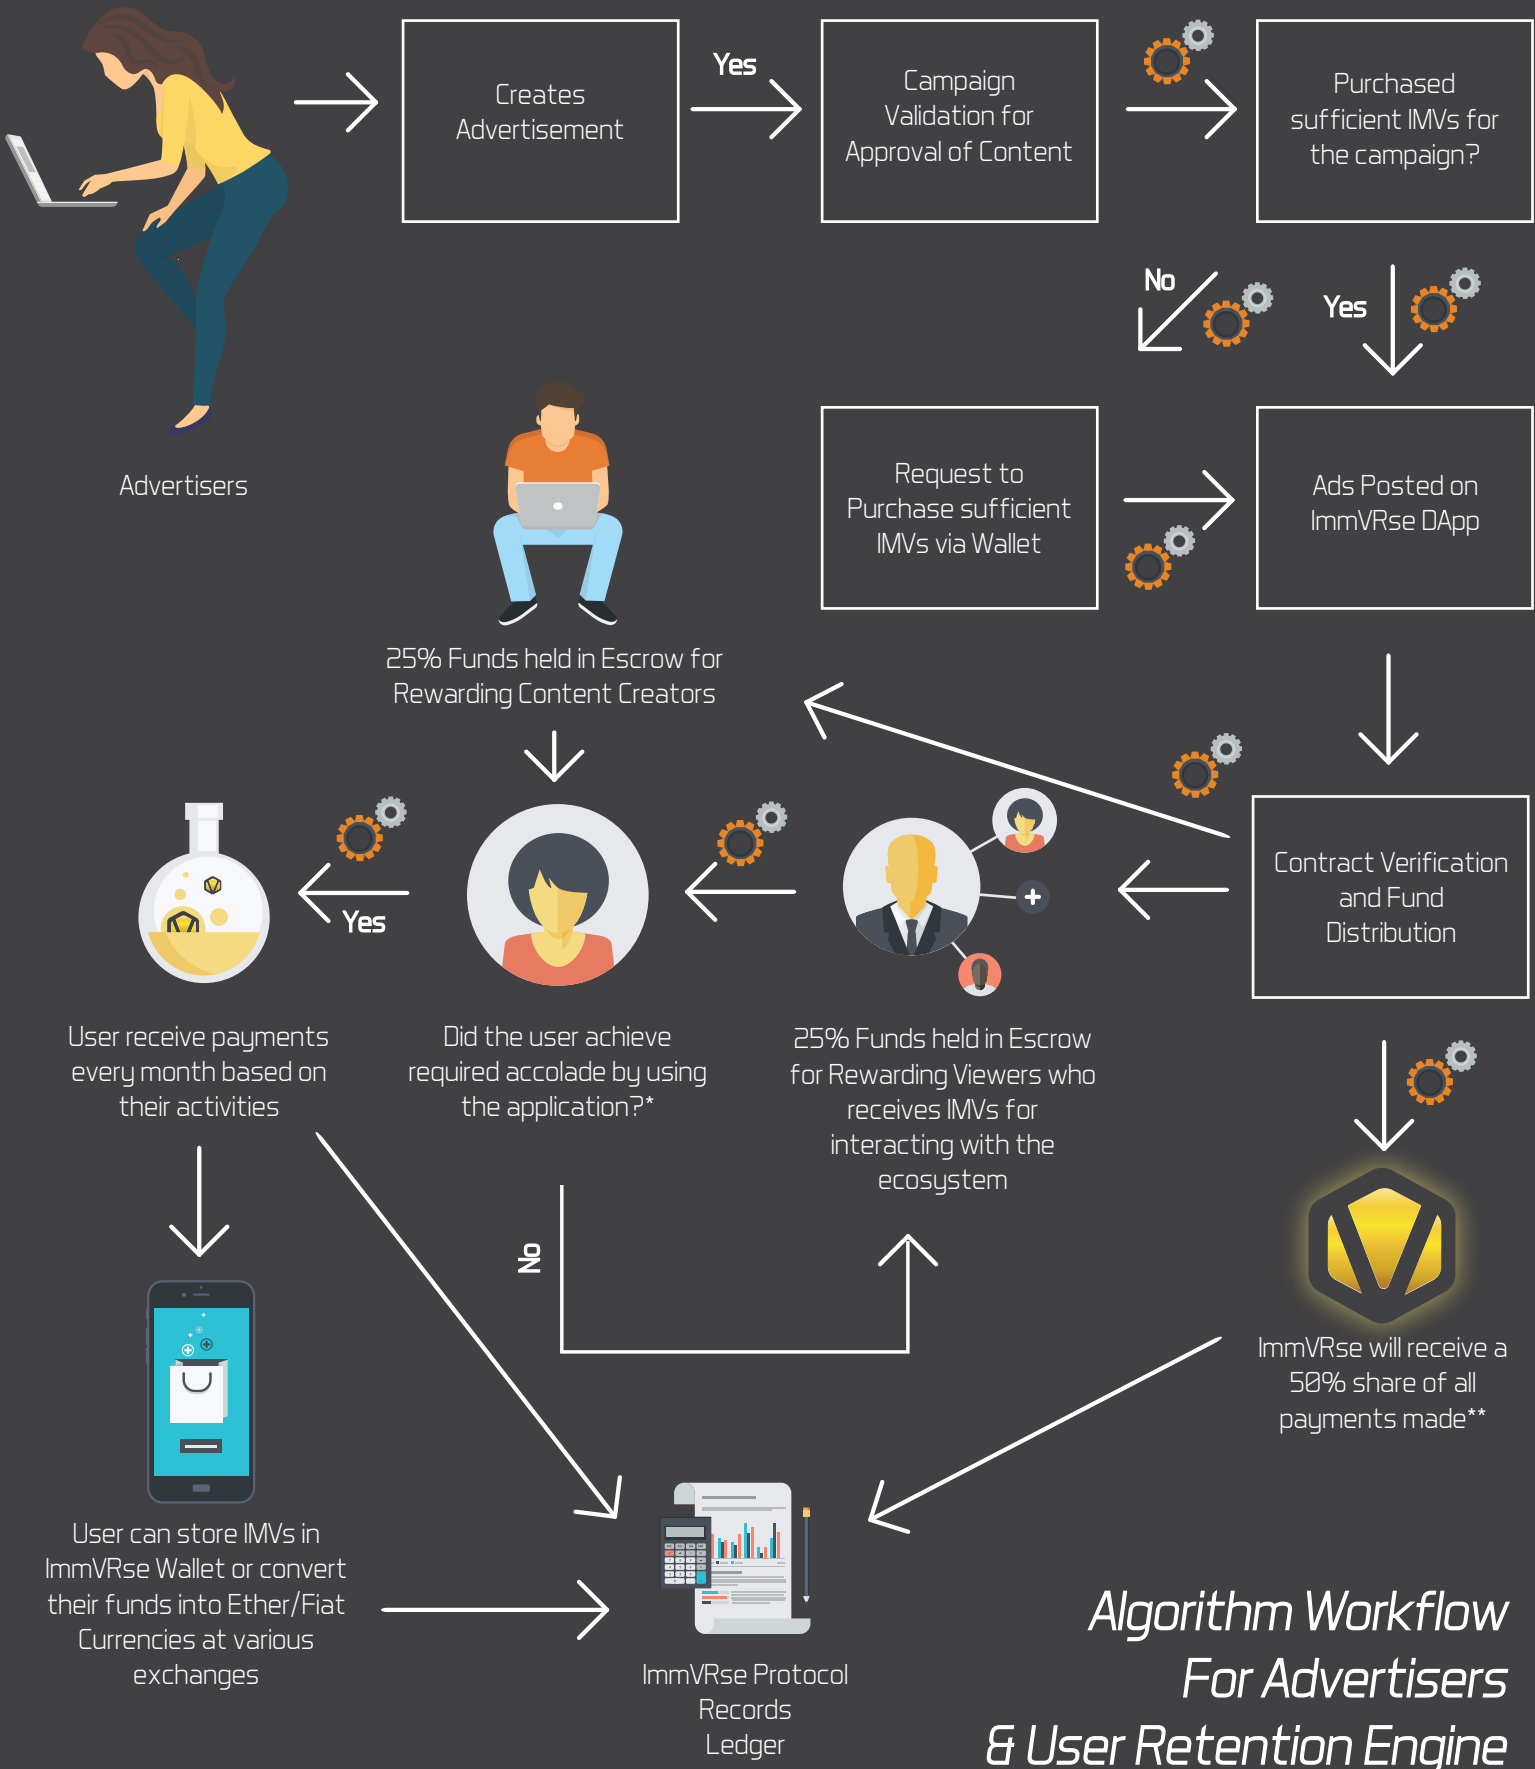 Creates
Advertisement
Yes
Campaign
Validation for
Approval of Content
Purchased
sufficient IMVs for
the campaign?
No
Yes
Advertisers
Request to
Purchase sufficient
IMVs via Wallet
Ads Posted on
ImmVRse DApp
25% Funds held in Escrow for
Rewarding Content Creators
Contract Verification
and Fund
Distribution
Yes
User receive payments
every month based on
their activities
Did the user achieve
required accolade by using
the application?*
25% Funds held in Escrow
for Rewarding Viewers who
receives IMVs for
interacting with the
ecosystem
No
ImmVRse will receive a
50% share of all
payments made**
User can store IMVs in
ImmVRse Wallet or convert
their funds into Ether/Fiat
Currencies at various
exchanges
ImmVRse Protocol
Records
Ledger
Algorithm Workflow
For Advertisers
& User Retention Engine